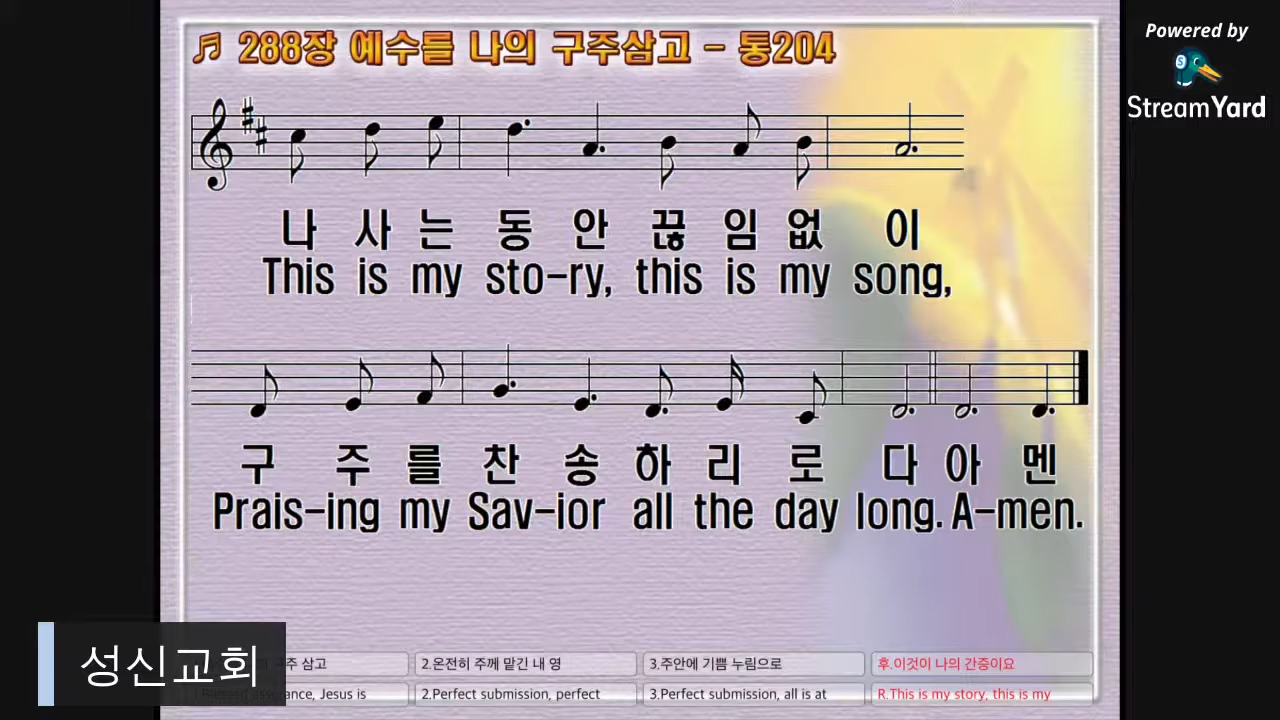 Powered by
StreamYard
288장 예수를 나의 구주삼고 - 통204
나 사 는 동 안 끊 임 없 이
This is my sto-ry, this is my song,
구 주 를 찬 송 하 리 로 다 아 멘
Prais-ing my Sav-ior all the day long. A-men.
구주 삼고
2.온전히 주께 맡긴 내 영
3.주안에 기쁨 누림으로
후.이것이 나의 간증이요
성신교회
Jesus is
2.Perfect submission, perfect
3.Perfect submission, all is at
R.This is my story, this is my